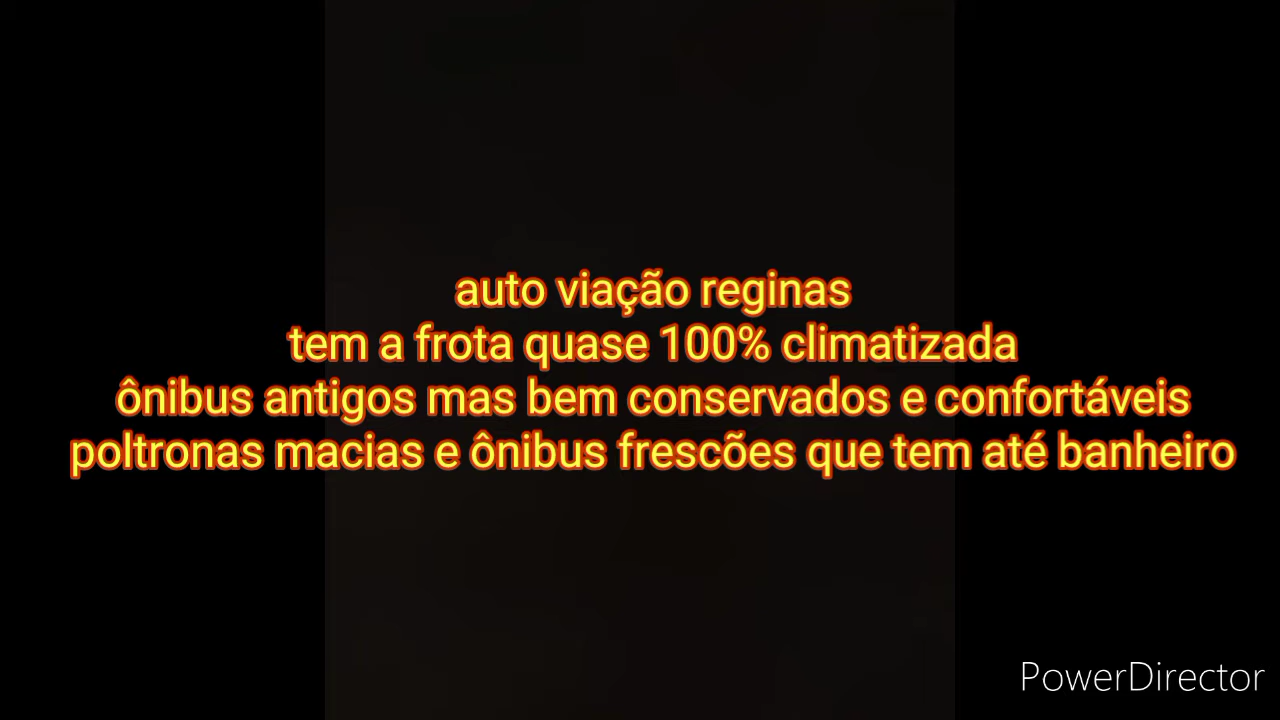 auto viação reginas
tem a frota quase 100% climatizada
ônibus antigos mas bem conservados e confortáveis
poltronas macias e ônibus frescões que tem até banheiro
PowerDirector